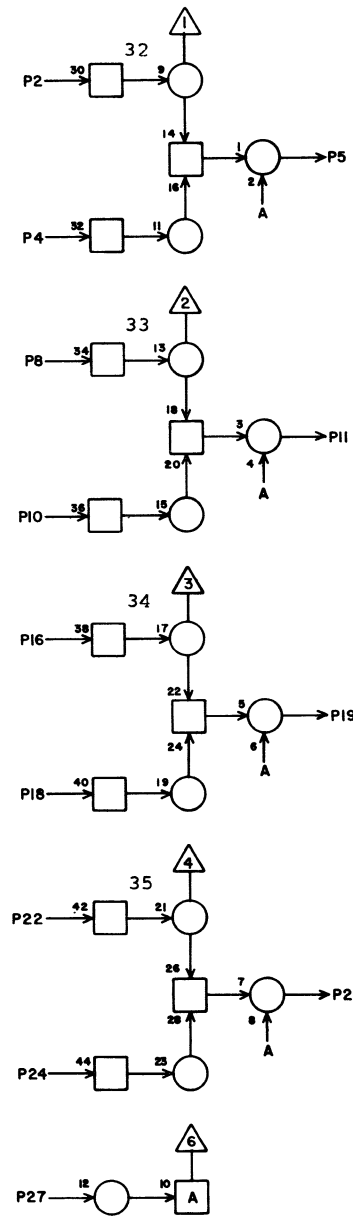 1
32
P2 30 9
14 1 P5
16 2
P4 32 11 A
2
33
P8 34 13
18 3 P11
20 4
P10 36 15 A
3
34
P16 38 17
22 5 P19
24 6
P18 40 19 A
4
35
P22 42 21
26 7 P2
28 8
P24 44 23 A
6
P27 12 10 A